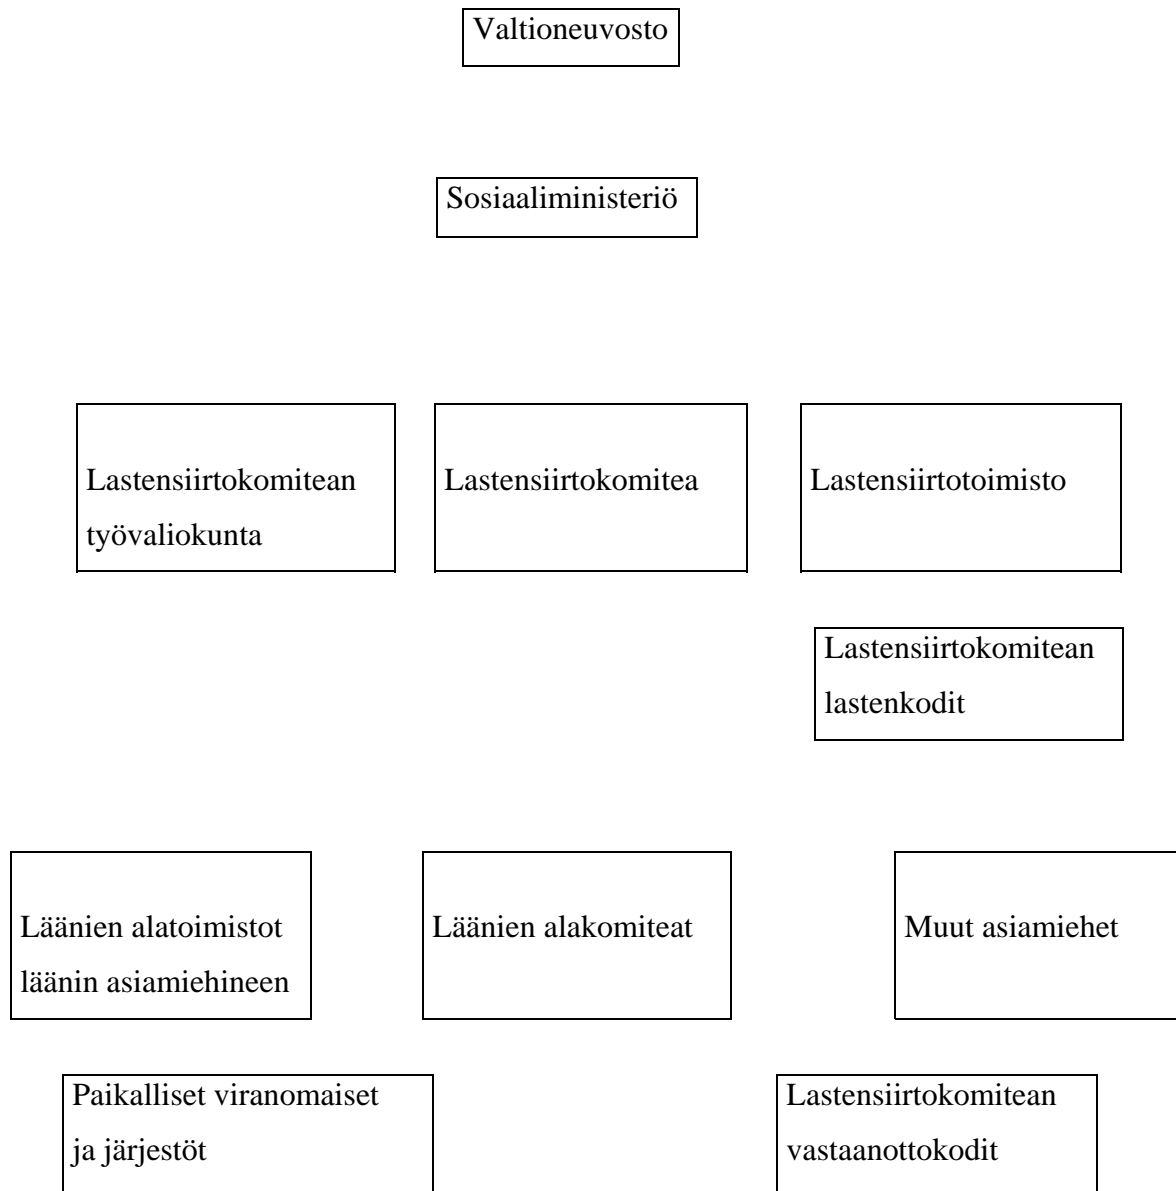 Valtioneuvosto
Sosiaaliministeriö
Lastensiirtokomitean
työvaliokunta
Lastensiirtokomitea
Lastensiirtotoimisto
Lastensiirtokomitean
lastenkodit
Läänien alatoimistot
läänin asiamiehineen
Läänien alakomiteat
Muut asiamiehet
Paikalliset viranomaiset
ja järjestöt
Lastensiirtokomitean
vastaanottokodit